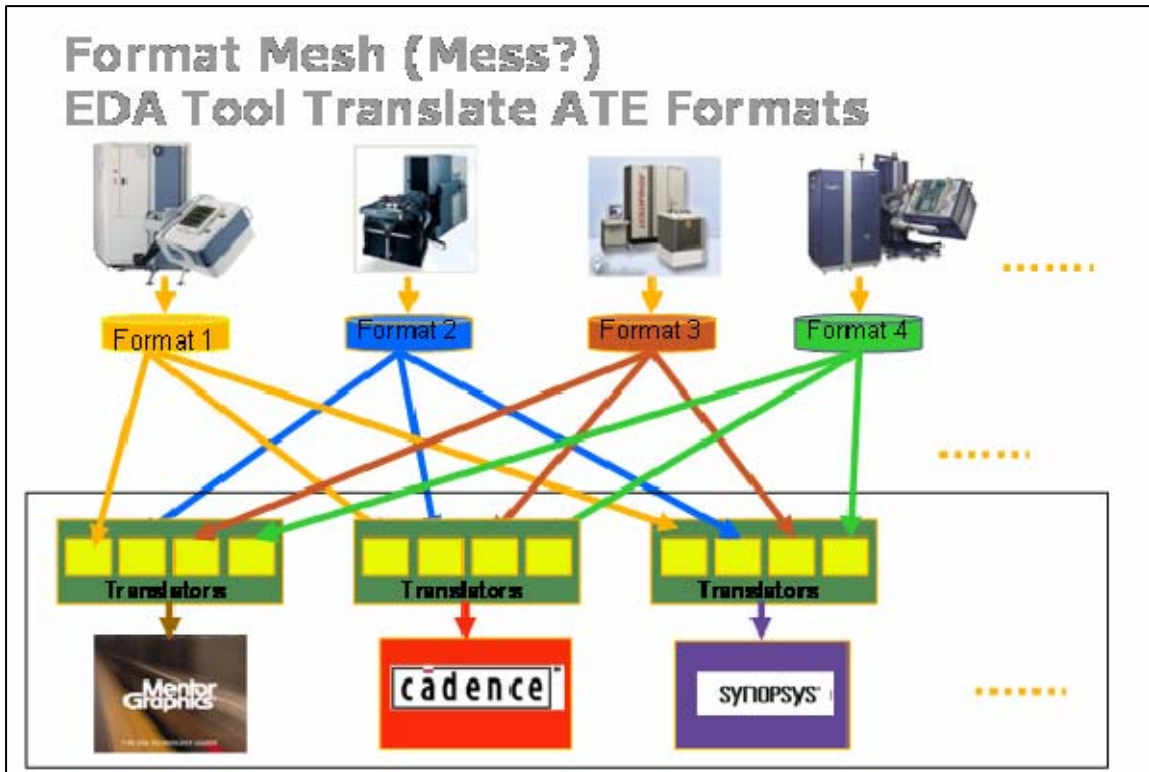 Format Mesh (Mess?)
EDA Tool Translate ATE Formats
Format 1
Format 2
Format 3
Format 4
Translators
Translators
Translators
Mentor
Graphics
cādence
SYNOPSYS